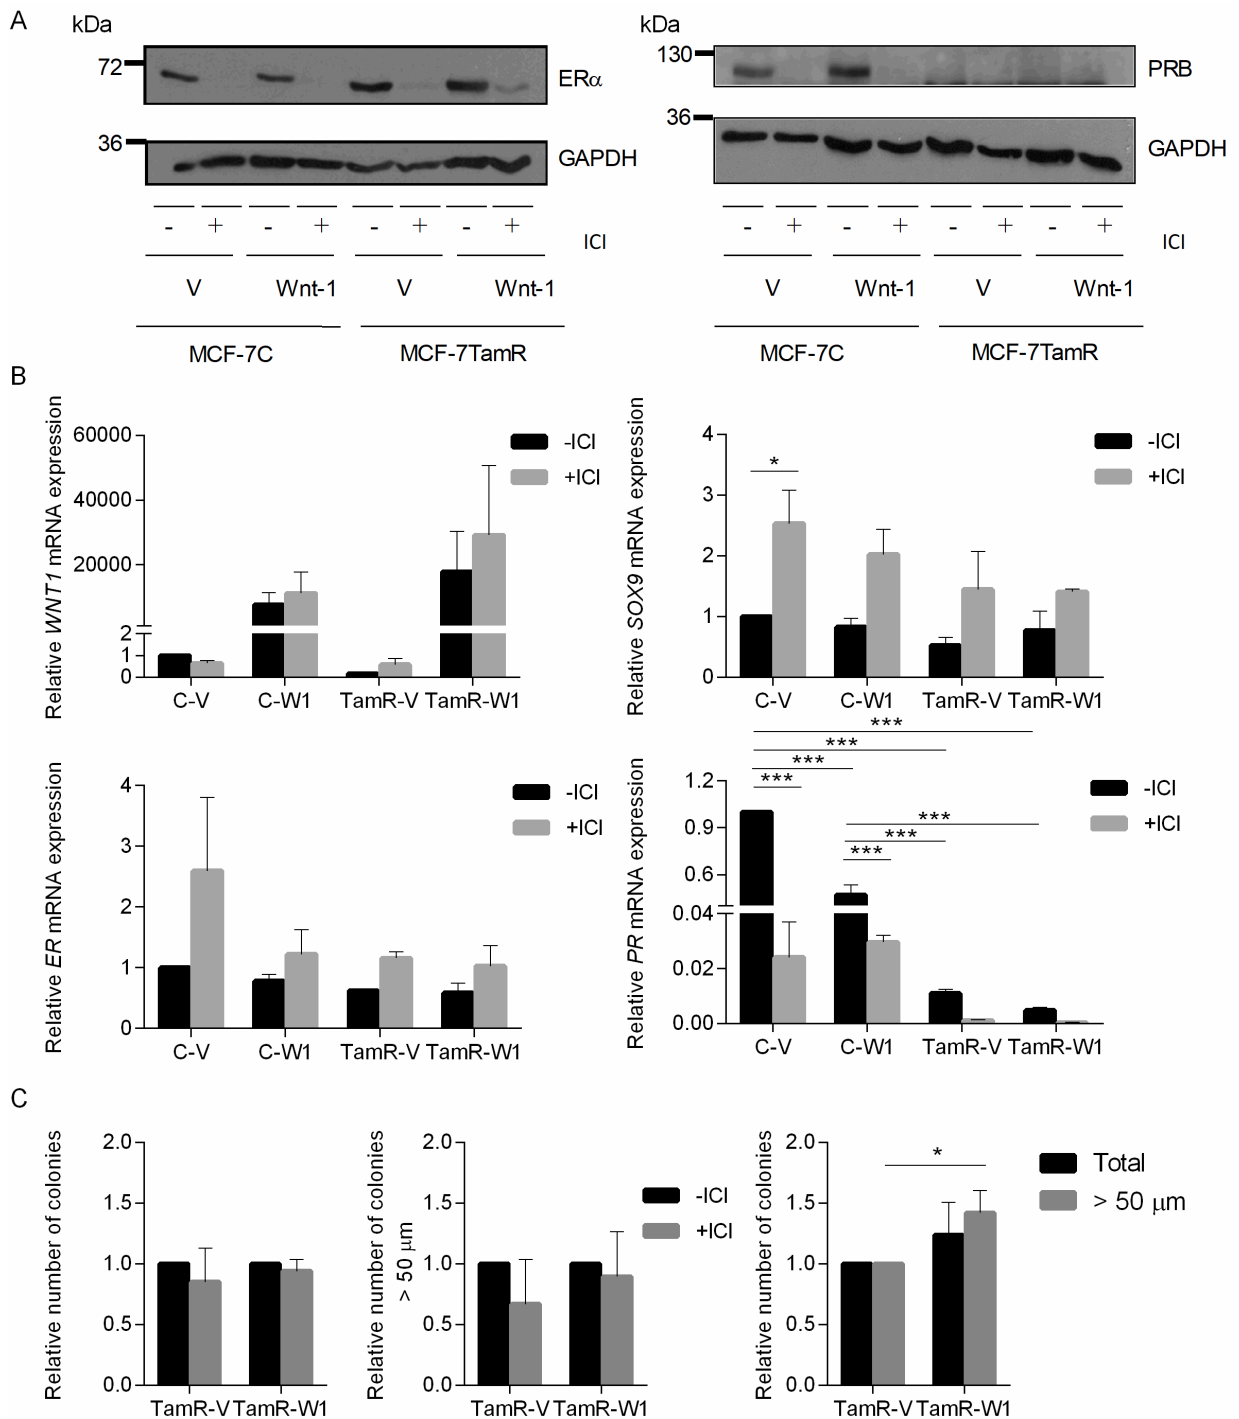 A
kDa
72
ERα
36
GAPDH
- + - + - + - +
ICI
V Wnt-1 V Wnt-1
MCF-7C MCF-7TamR
kDa
130
PRB
36
GAPDH
- + - + - + - +
ICI
V Wnt-1 V Wnt-1
MCF-7C MCF-7TamR
B
Relative WNT1 mRNA expression
60000
40000
20000
2
1
0
-ICI
+ICI
C-V C-W1 TamR-V TamR-W1
Relative SOX9 mRNA expression
4
3
2
1
0
*
-ICI
+ICI
C-V C-W1 TamR-V TamR-W1
Relative ER mRNA expression
4
3
2
1
0
-ICI
+ICI
C-V C-W1 TamR-V TamR-W1
Relative PR mRNA expression
1.2
0.9
0.6
0.04
0.02
0.00
***
***
***
***
***
***
***
-ICI
+ICI
C-V C-W1 TamR-V TamR-W1
C
Relative number of colonies
2.0
1.5
1.0
0.5
0.0
TamR-V TamR-W1
Relative number of colonies
> 50 μm
2.0
1.5
1.0
0.5
0.0
-ICI
+ICI
TamR-V TamR-W1
Relative number of colonies
2.0
1.5
1.0
0.5
0.0
*
Total
> 50 μm
TamR-V TamR-W1